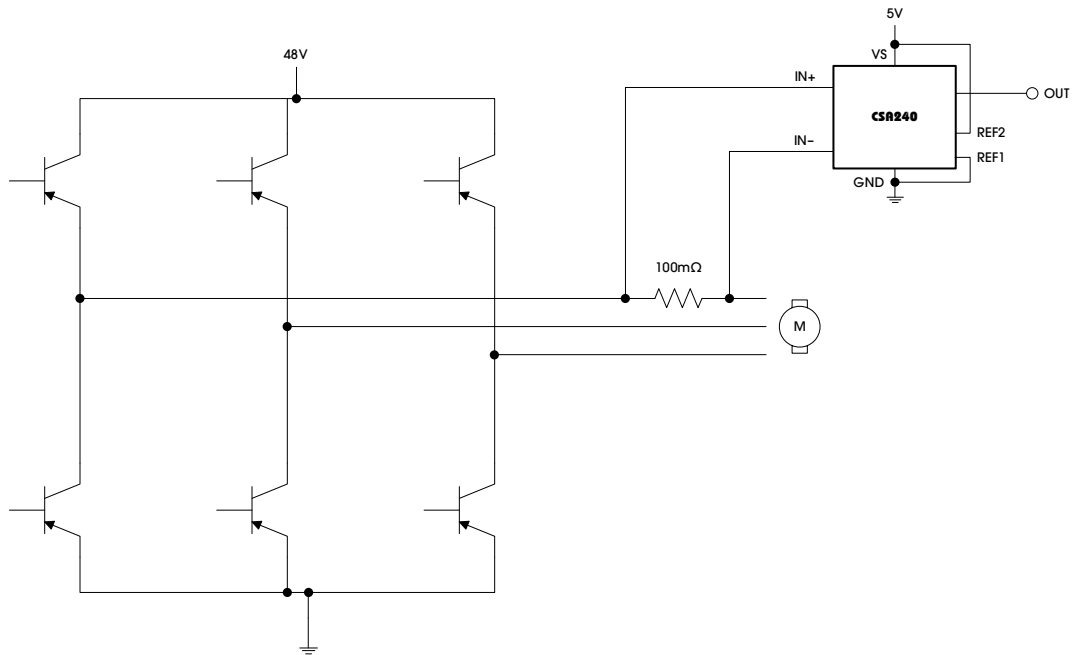 5V
48V
VS
IN+
CSA240
OUT
REF2
IN−
REF1
GND
100mΩ
M